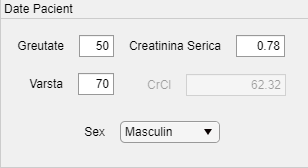 Date Pacient
Greutate 50 Creatinina Serica 0.78
Varsta 70 CrCl 62.32
Sex Masculin